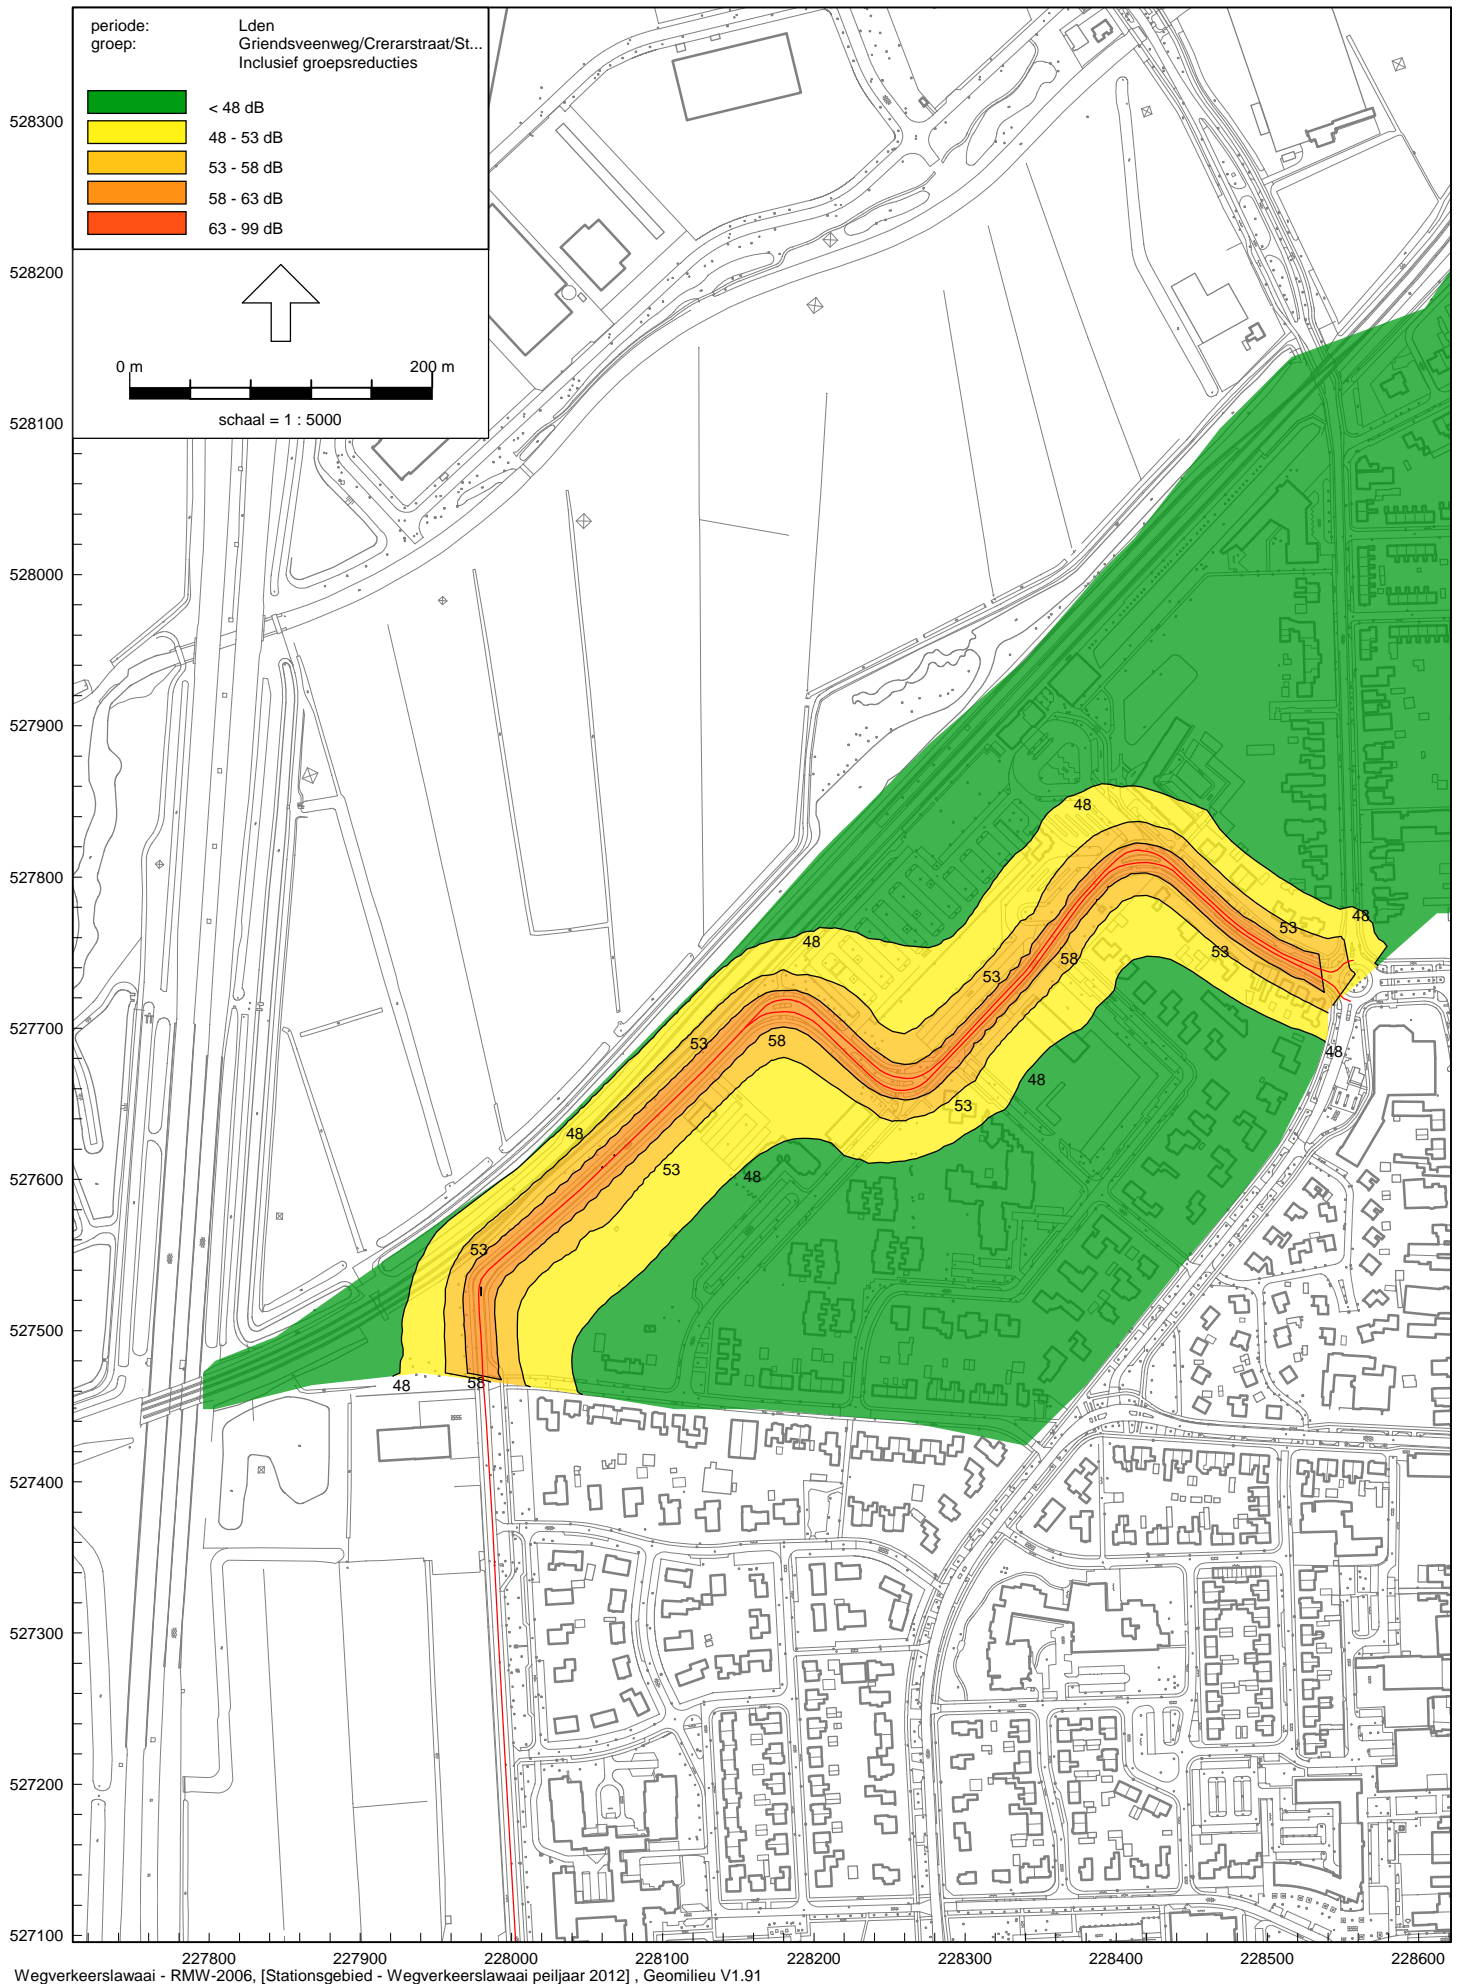 periode: Lden
groep: Griendsveenweg/Crerarstraat/St...
Inclusief groepsreducties
< 48 dB
48 - 53 dB
53 - 58 dB
58 - 63 dB
63 - 99 dB
0 m 200 m
schaal = 1 : 5000
528300
528200
528100
528000
527900
527800
527700
527600
527500
527400
527300
527200
527100
48
48
53
48
53
53
58
48
53
58
48
48
48
53
53
48
53
48
58
227800 227900 228000 228100 228200 228300 228400 228500 228600
Wegverkeerslawaai - RMW-2006, [Stationsgebied - Wegverkeerslawaai peiljaar 2012] , Geomilieu V1.91